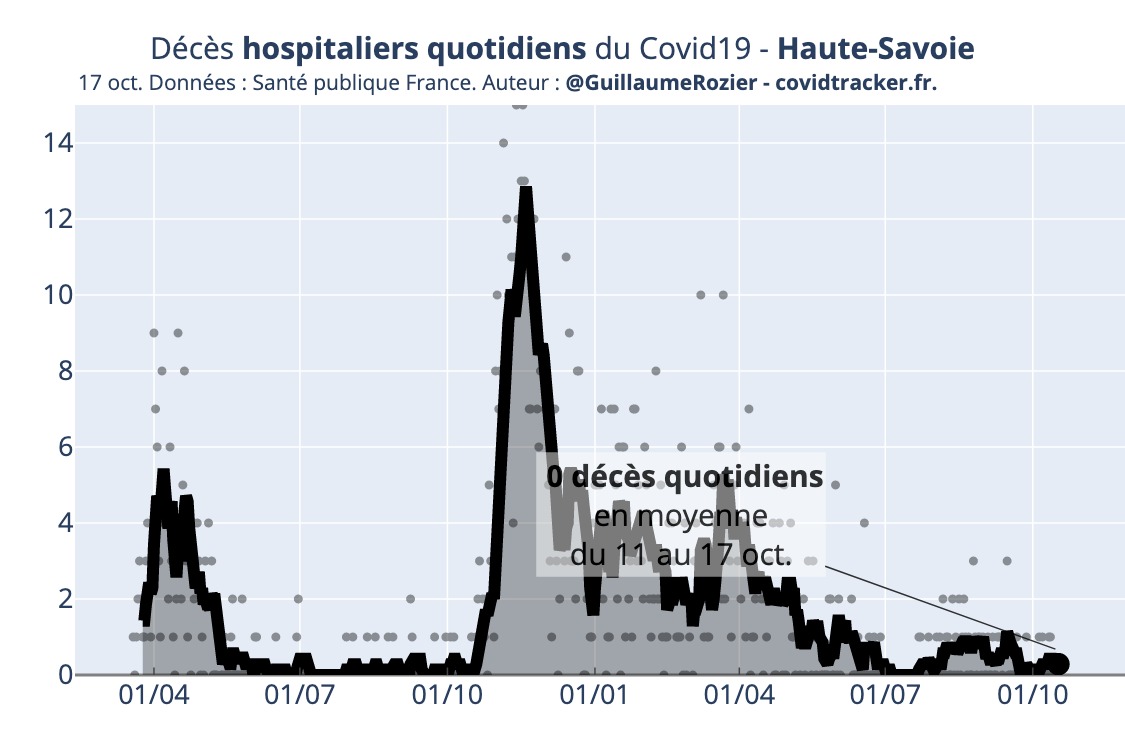 Décès hospitaliers quotidiens du Covid19 - Haute-Savoie
17 oct. Données : Santé publique France. Auteur : @GuillaumeRozier - covidtracker.fr.
14
12
10
8
6
4
2
0
0 décès quotidiens
en moyenne
du 11 au 17 oct.
01/04 01/07 01/10 01/01 01/04 01/07 01/10